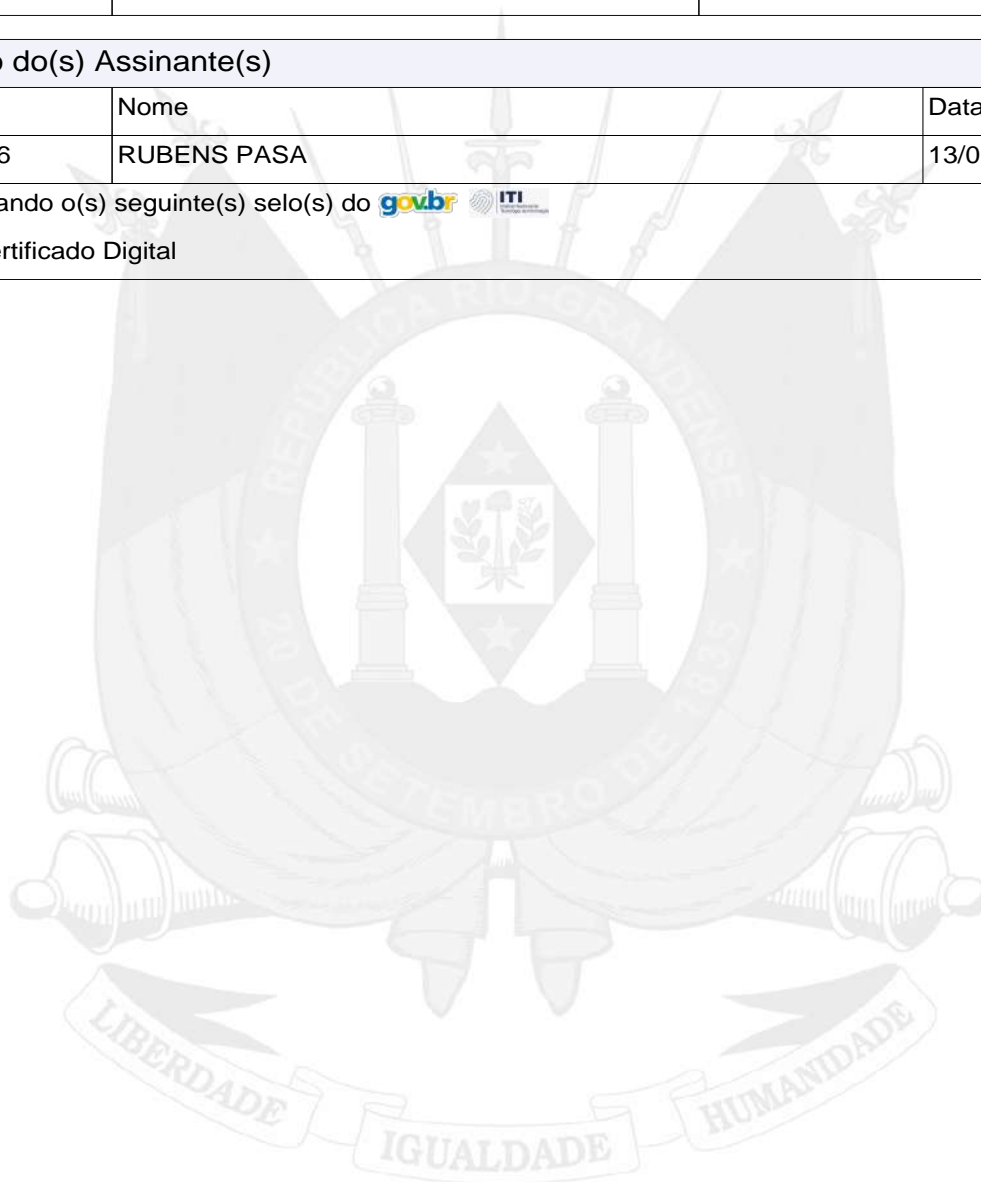 o do(s) Assinante(s)
Nome Data
6 RUBENS PASA 13/0
ando o(s) seguinte(s) selo(s) do gov.br ITI
ertificado Digital
REPÚBLICA RIO-GRANDENSE
20 DE SETEMBRO DE 1835
LIBERDADE IGUALDADE HUMANIDADE